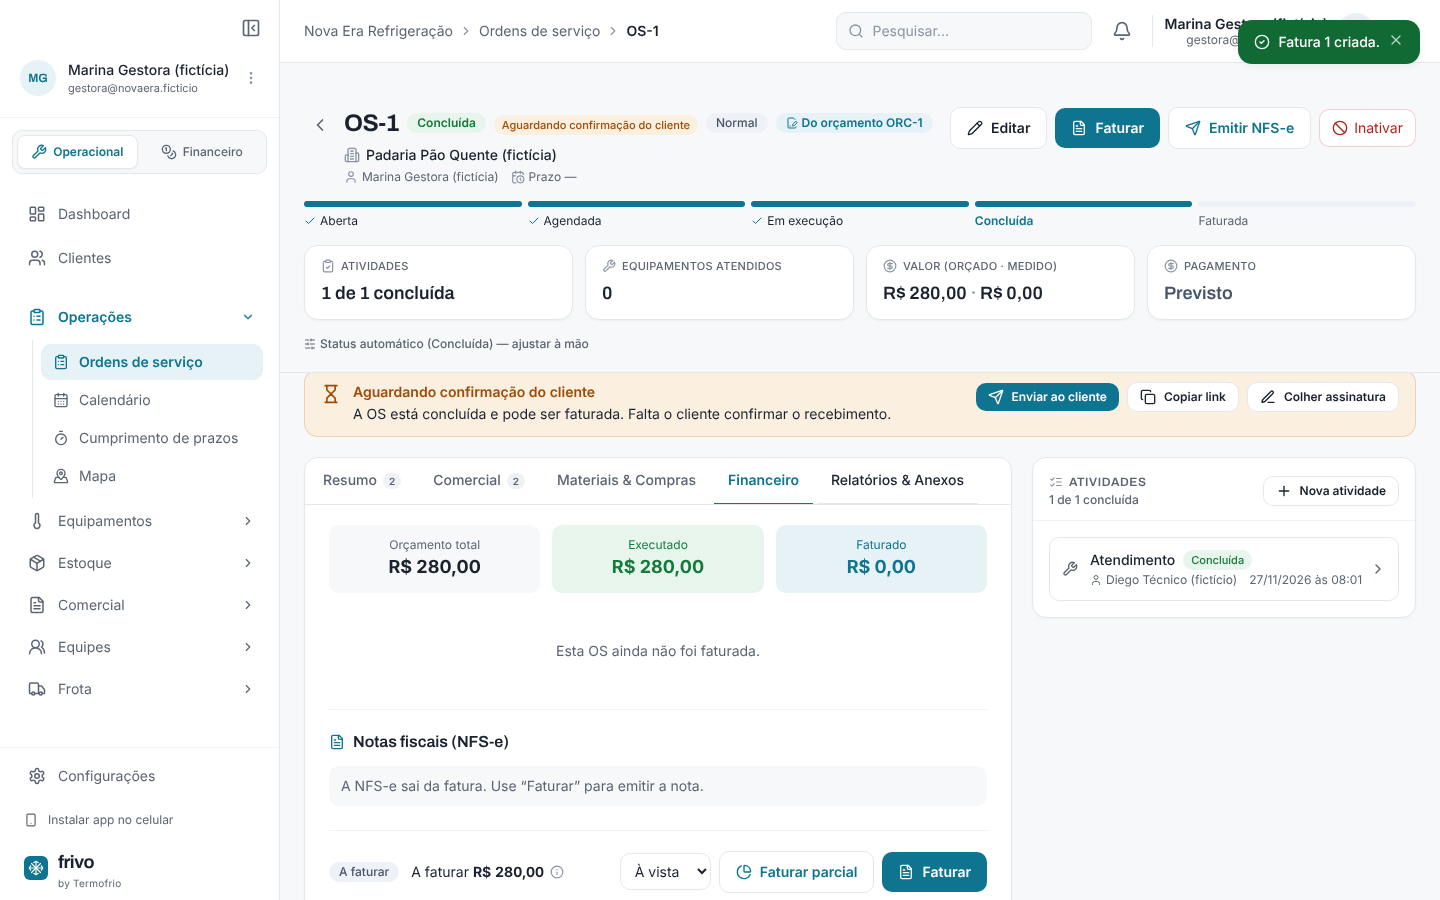 Nova Era Refrigeração
Ordens de serviço
OS-1
Pesquisar...
Fatura 1 criada.
MG
Marina Gestora (fictícia)
gestora@novaera.ficticio
Operacional
Financeiro
Dashboard
Clientes
Operações
Ordens de serviço
Calendário
Cumprimento de prazos
Mapa
Equipamentos
Estoque
Comercial
Equipes
Frota
Configurações
Instalar app no celular
frivo
by Termofrio
OS-1
Concluída
Aguardando confirmação do cliente
Normal
Do orçamento ORC-1
Editar
Faturar
Emitir NFS-e
Inativar
Padaria Pão Quente (fictícia)
Marina Gestora (fictícia)
Prazo —
Aberta
Agendada
Em execução
Concluída
Faturada
ATIVIDADES
1 de 1 concluída
EQUIPAMENTOS ATENDIDOS
0
VALOR (ORÇADO · MEDIDO)
R$ 280,00 · R$ 0,00
PAGAMENTO
Previsto
Status automático (Concluída) — ajustar à mão
Aguardando confirmação do cliente
A OS está concluída e pode ser faturada. Falta o cliente confirmar o recebimento.
Enviar ao cliente
Copiar link
Colher assinatura
Resumo 2
Comercial 2
Materiais & Compras
Financeiro
Relatórios & Anexos
Orçamento total
R$ 280,00
Executado
R$ 280,00
Faturado
R$ 0,00
Esta OS ainda não foi faturada.
Notas fiscais (NFS-e)
A NFS-e sai da fatura. Use “Faturar” para emitir a nota.
A faturar
A faturar R$ 280,00
À vista
Faturar parcial
Faturar
ATIVIDADES
1 de 1 concluída
Nova atividade
Atendimento
Concluída
Diego Técnico (fictício)
27/11/2026 às 08:01